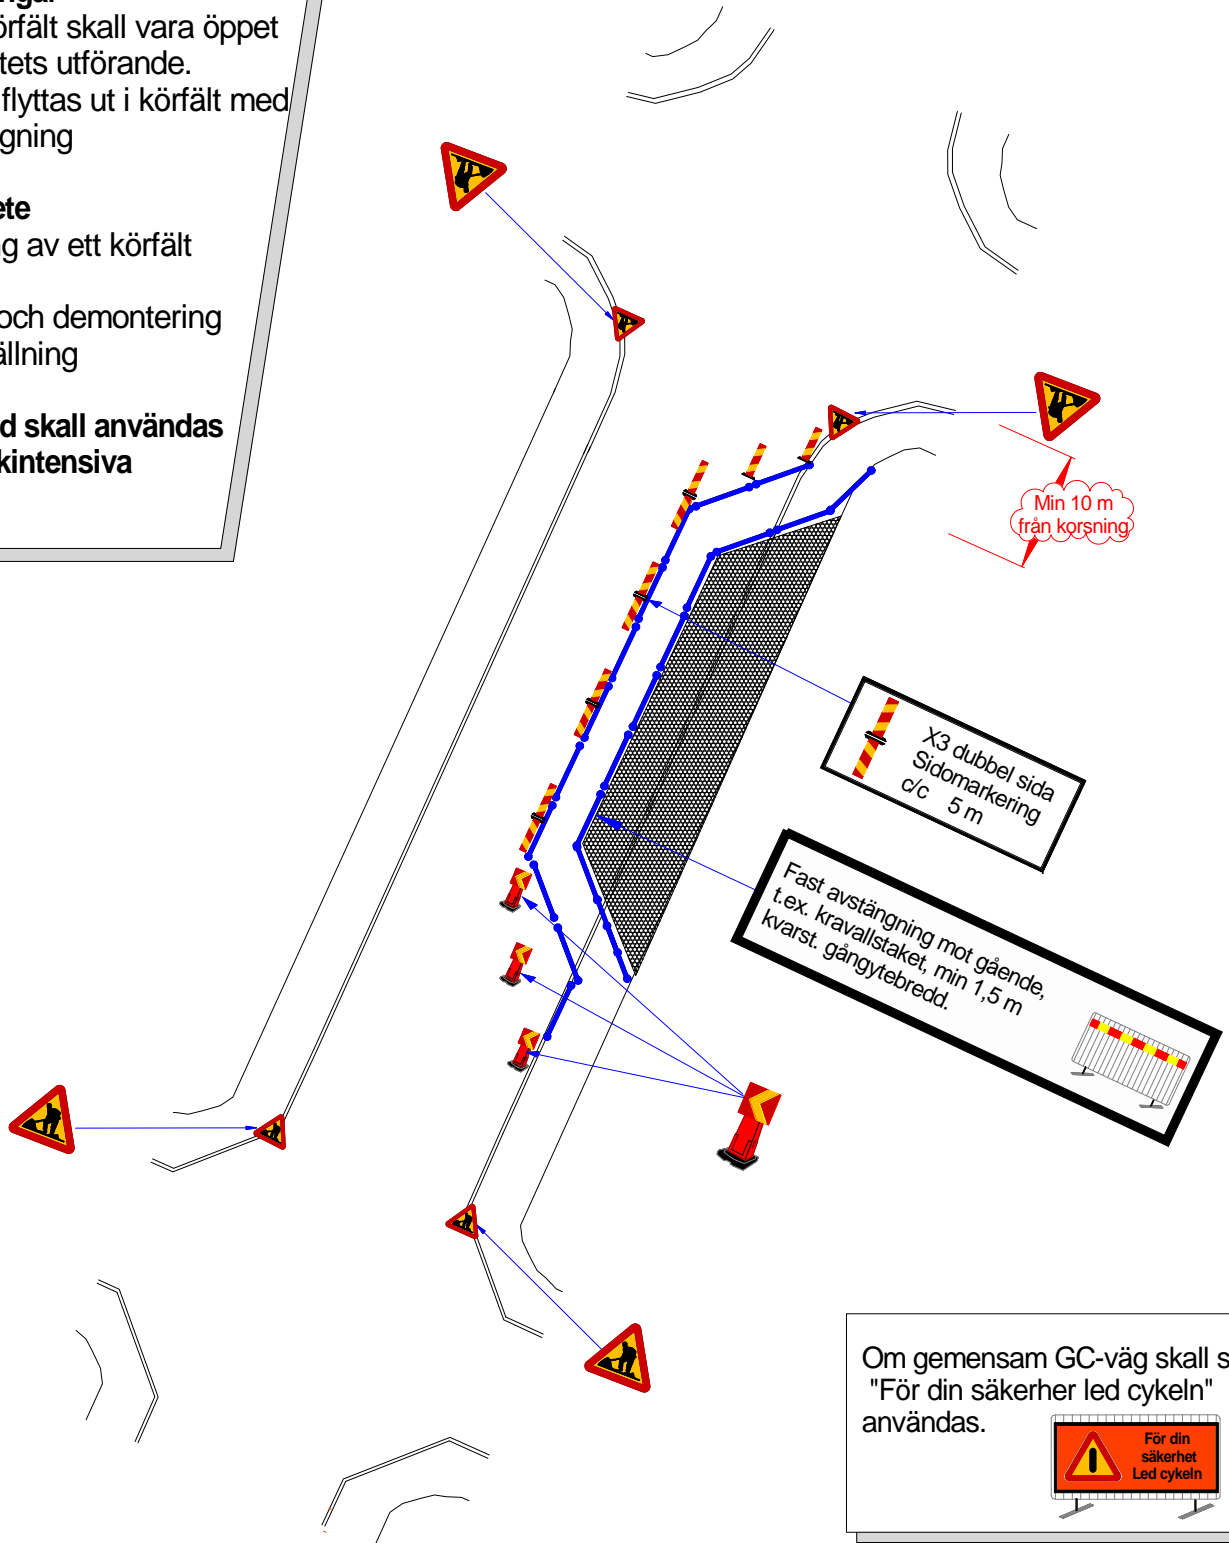 örfält skall vara öppet
tets utförande.
flyttas ut i körfält med
gning
ete
g av ett körfält
och demontering
ällning
d skall användas
kintensiva
Min 10 m
från korsning
X3 dubbel sida
Sidomarkering
c/c 5 m
Fast avstängning mot gående,
t.ex. kravallstaket, min 1,5 m
kvarst. gångytebredd.
Om gemensam GC-väg skall s
"För din säkerher led cykeln"
användas.
För din
säkerhet
Led cykeln